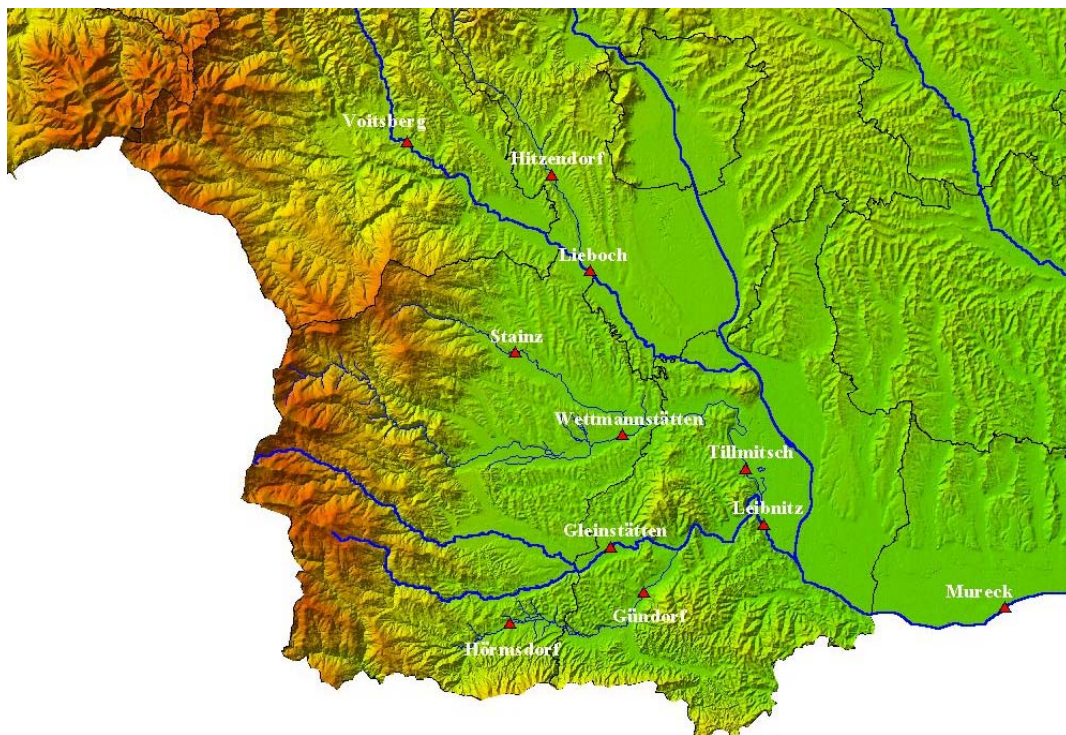 Voitsberg
Hitzendorf
Lieboch
Stainz
Wettmannstätten
Tillmitsch
Leibnitz
Gleinstätten
Mureck
Gündorf
Hörmsdorf